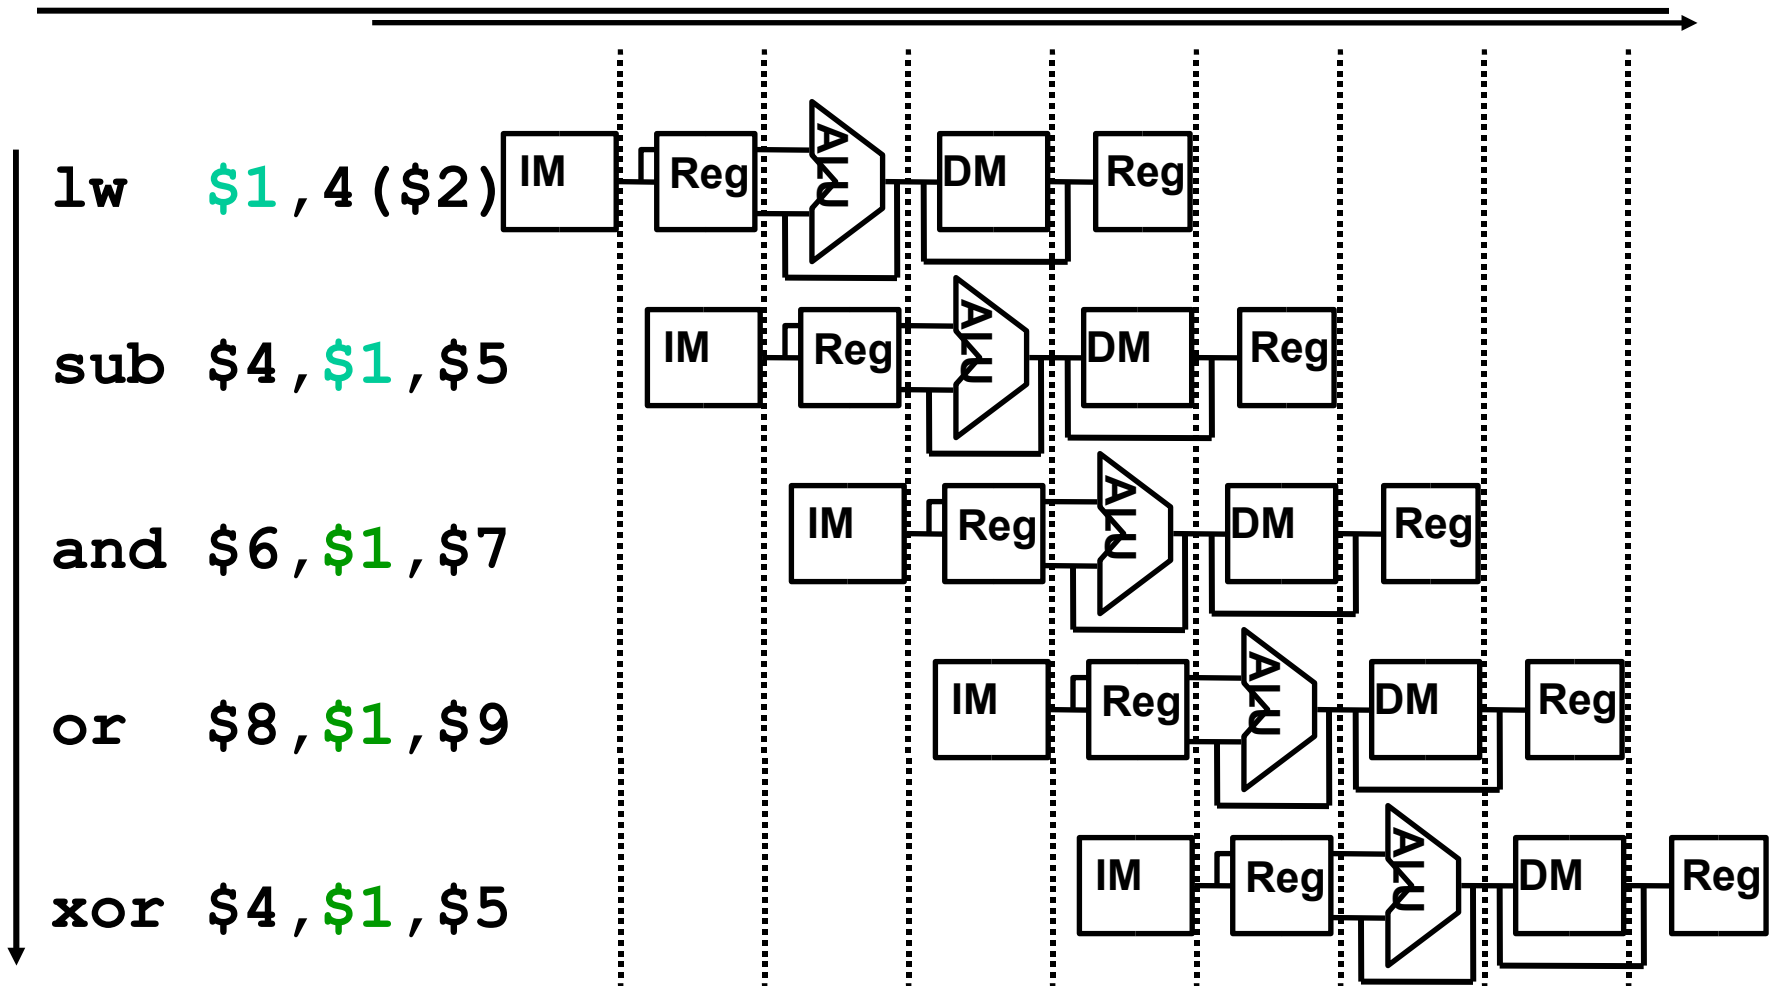 lw $1,4($2) IM Reg ALU DM Reg
sub $4,$1,$5 IM Reg ALU DM Reg
and $6,$1,$7 IM Reg ALU DM Reg
or $8,$1,$9 IM Reg ALU DM Reg
xor $4,$1,$5 IM Reg ALU DM Reg